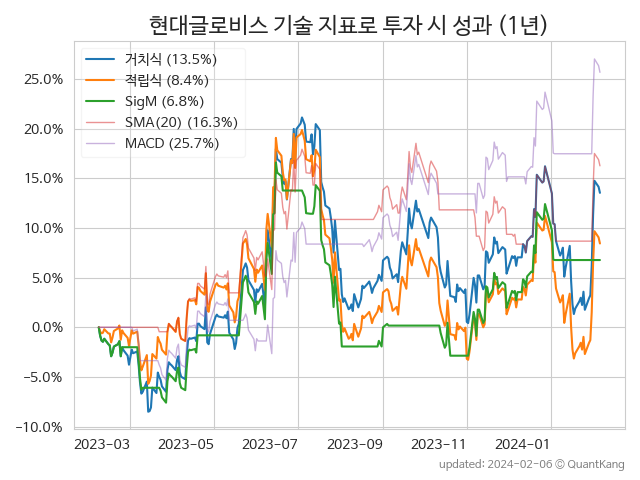 현대글로비스 기술 지표로 투자 시 성과 (1년)
거치식 (13.5%)
적립식 (8.4%)
SigM (6.8%)
SMA(20) (16.3%)
MACD (25.7%)
25.0%
20.0%
15.0%
10.0%
5.0%
0.0%
−5.0%
−10.0%
2023-03 2023-05 2023-07 2023-09 2023-11 2024-01
updated: 2024-02-06 © QuantKang